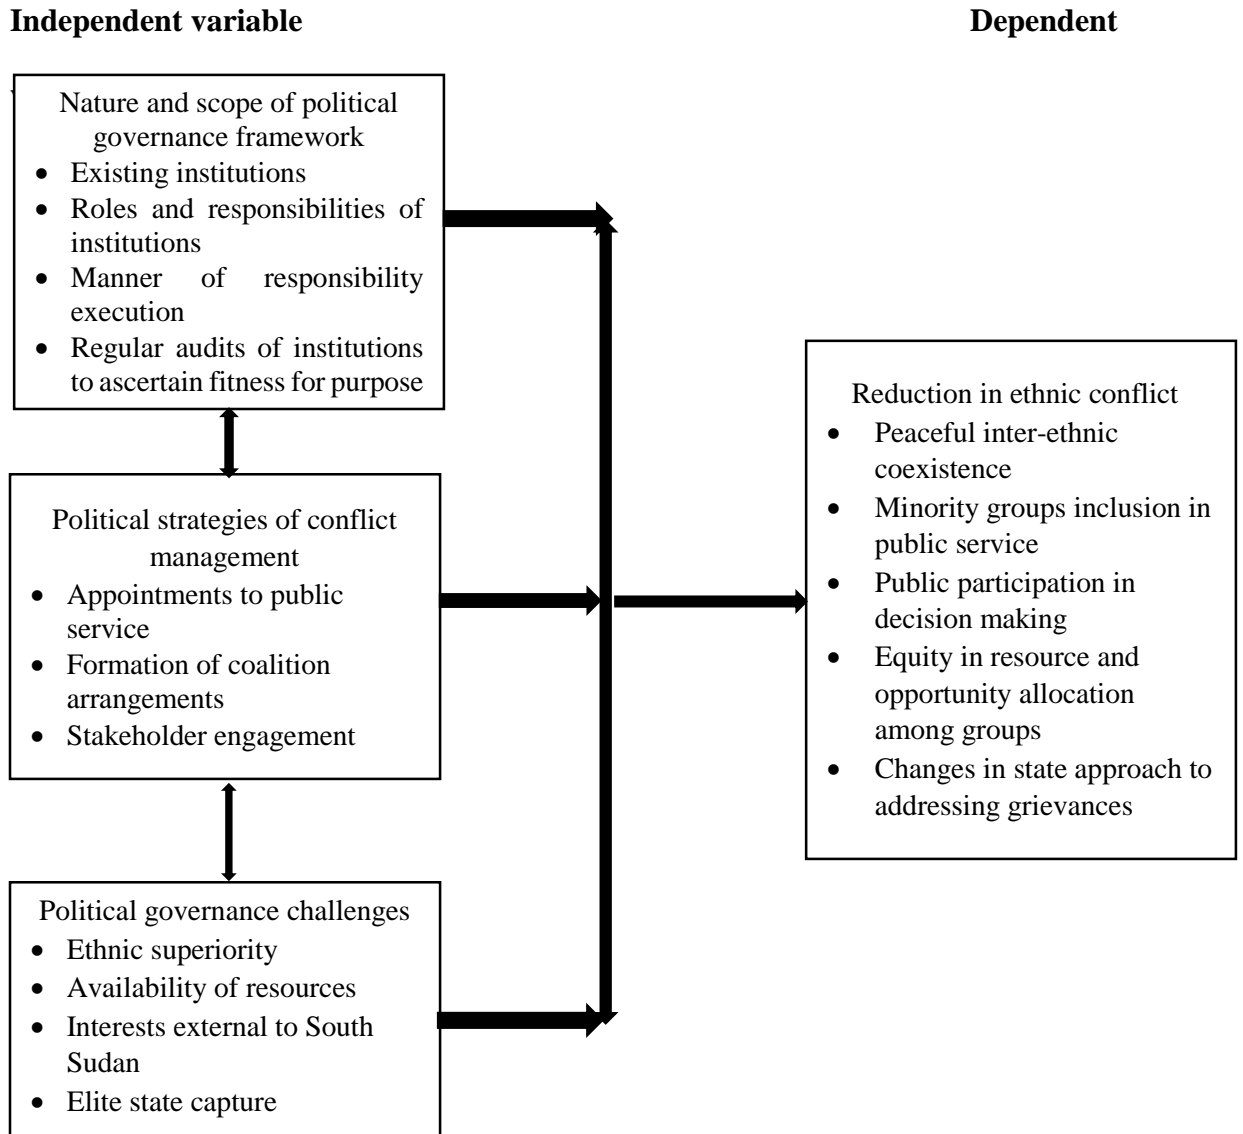 Independent variable
Dependent
Nature and scope of political
governance framework
• Existing institutions
• Roles and responsibilities of
institutions
• Manner of responsibility
execution
• Regular audits of institutions
to ascertain fitness for purpose
Political strategies of conflict
management
• Appointments to public
service
• Formation of coalition
arrangements
• Stakeholder engagement
Political governance challenges
• Ethnic superiority
• Availability of resources
• Interests external to South
Sudan
• Elite state capture
Reduction in ethnic conflict
• Peaceful inter-ethnic
coexistence
• Minority groups inclusion in
public service
• Public participation in
decision making
• Equity in resource and
opportunity allocation
among groups
• Changes in state approach to
addressing grievances